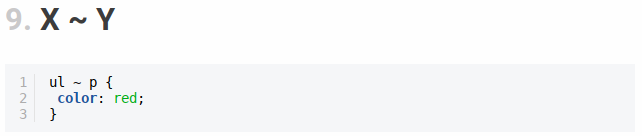 9. X ~ Y
1 ul ~ p {
2  color: red;
3 }